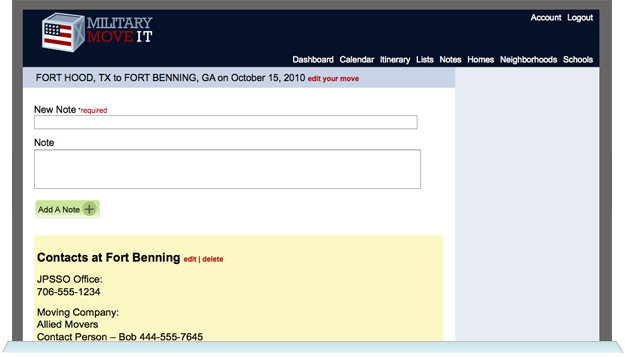 MILITARY
MOVE IT
Account Logout
Dashboard Calendar Itinerary Lists Notes Homes Neighborhoods Schools
FORT HOOD, TX to FORT BENNING, GA on October 15, 2010 edit your move
New Note *required
Note
Add A Note
Contacts at Fort Benning edit | delete
JPSSO Office:
706-555-1234
Moving Company:
Allied Movers
Contact Person – Bob 444-555-7645